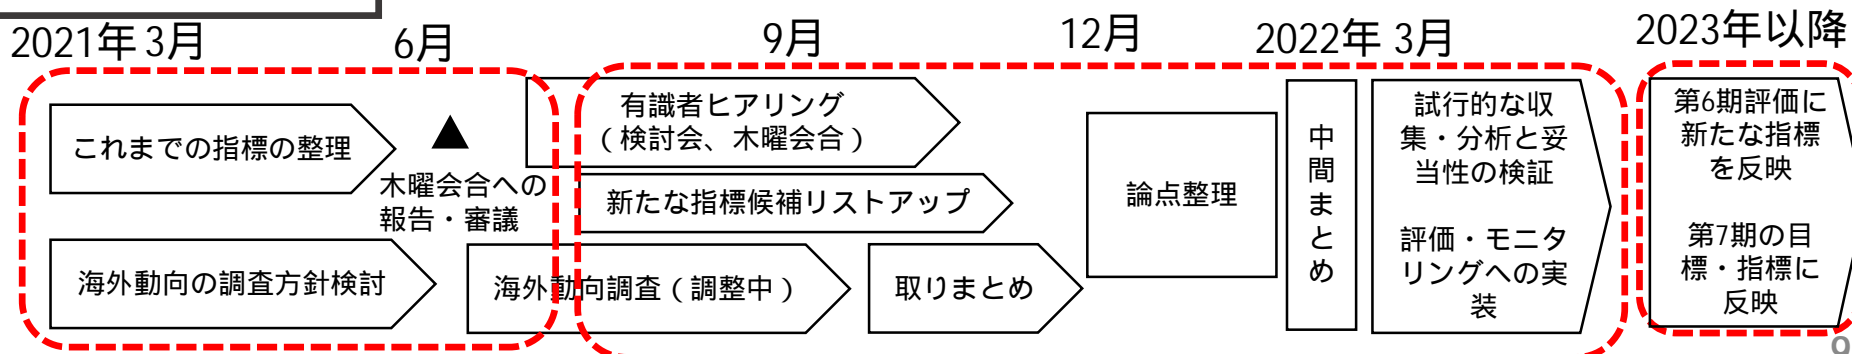 2021年 3月
6月
9月
12月
2022年 3月
2023年以降
これまでの指標の整理
▲
木曜会合への
報告・審議
海外動向の調査方針検討
有識者ヒアリング
（検討会、木曜会合）
新たな指標候補リストアップ
海外動向調査（調整中）
取りまとめ
論点整理
中間まとめ
試行的な収
集・分析と妥
当性の検証
評価・モニタ
リングへの実
装
第6期評価に
新たな指標
を反映
第7期の目
標・指標に
反映